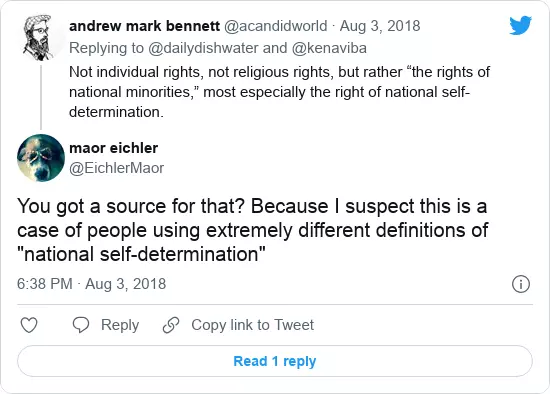 andrew mark bennett @acandidworld · Aug 3, 2018
Replying to @dailydishwater and @kenaviba
Not individual rights, not religious rights, but rather “the rights of
national minorities,” most especially the right of national self-
determination.
maor eichler
@EichlerMaor
You got a source for that? Because I suspect this is a
case of people using extremely different definitions of
"national self-determination"
6:38 PM · Aug 3, 2018
Reply Copy link to Tweet
Read 1 reply